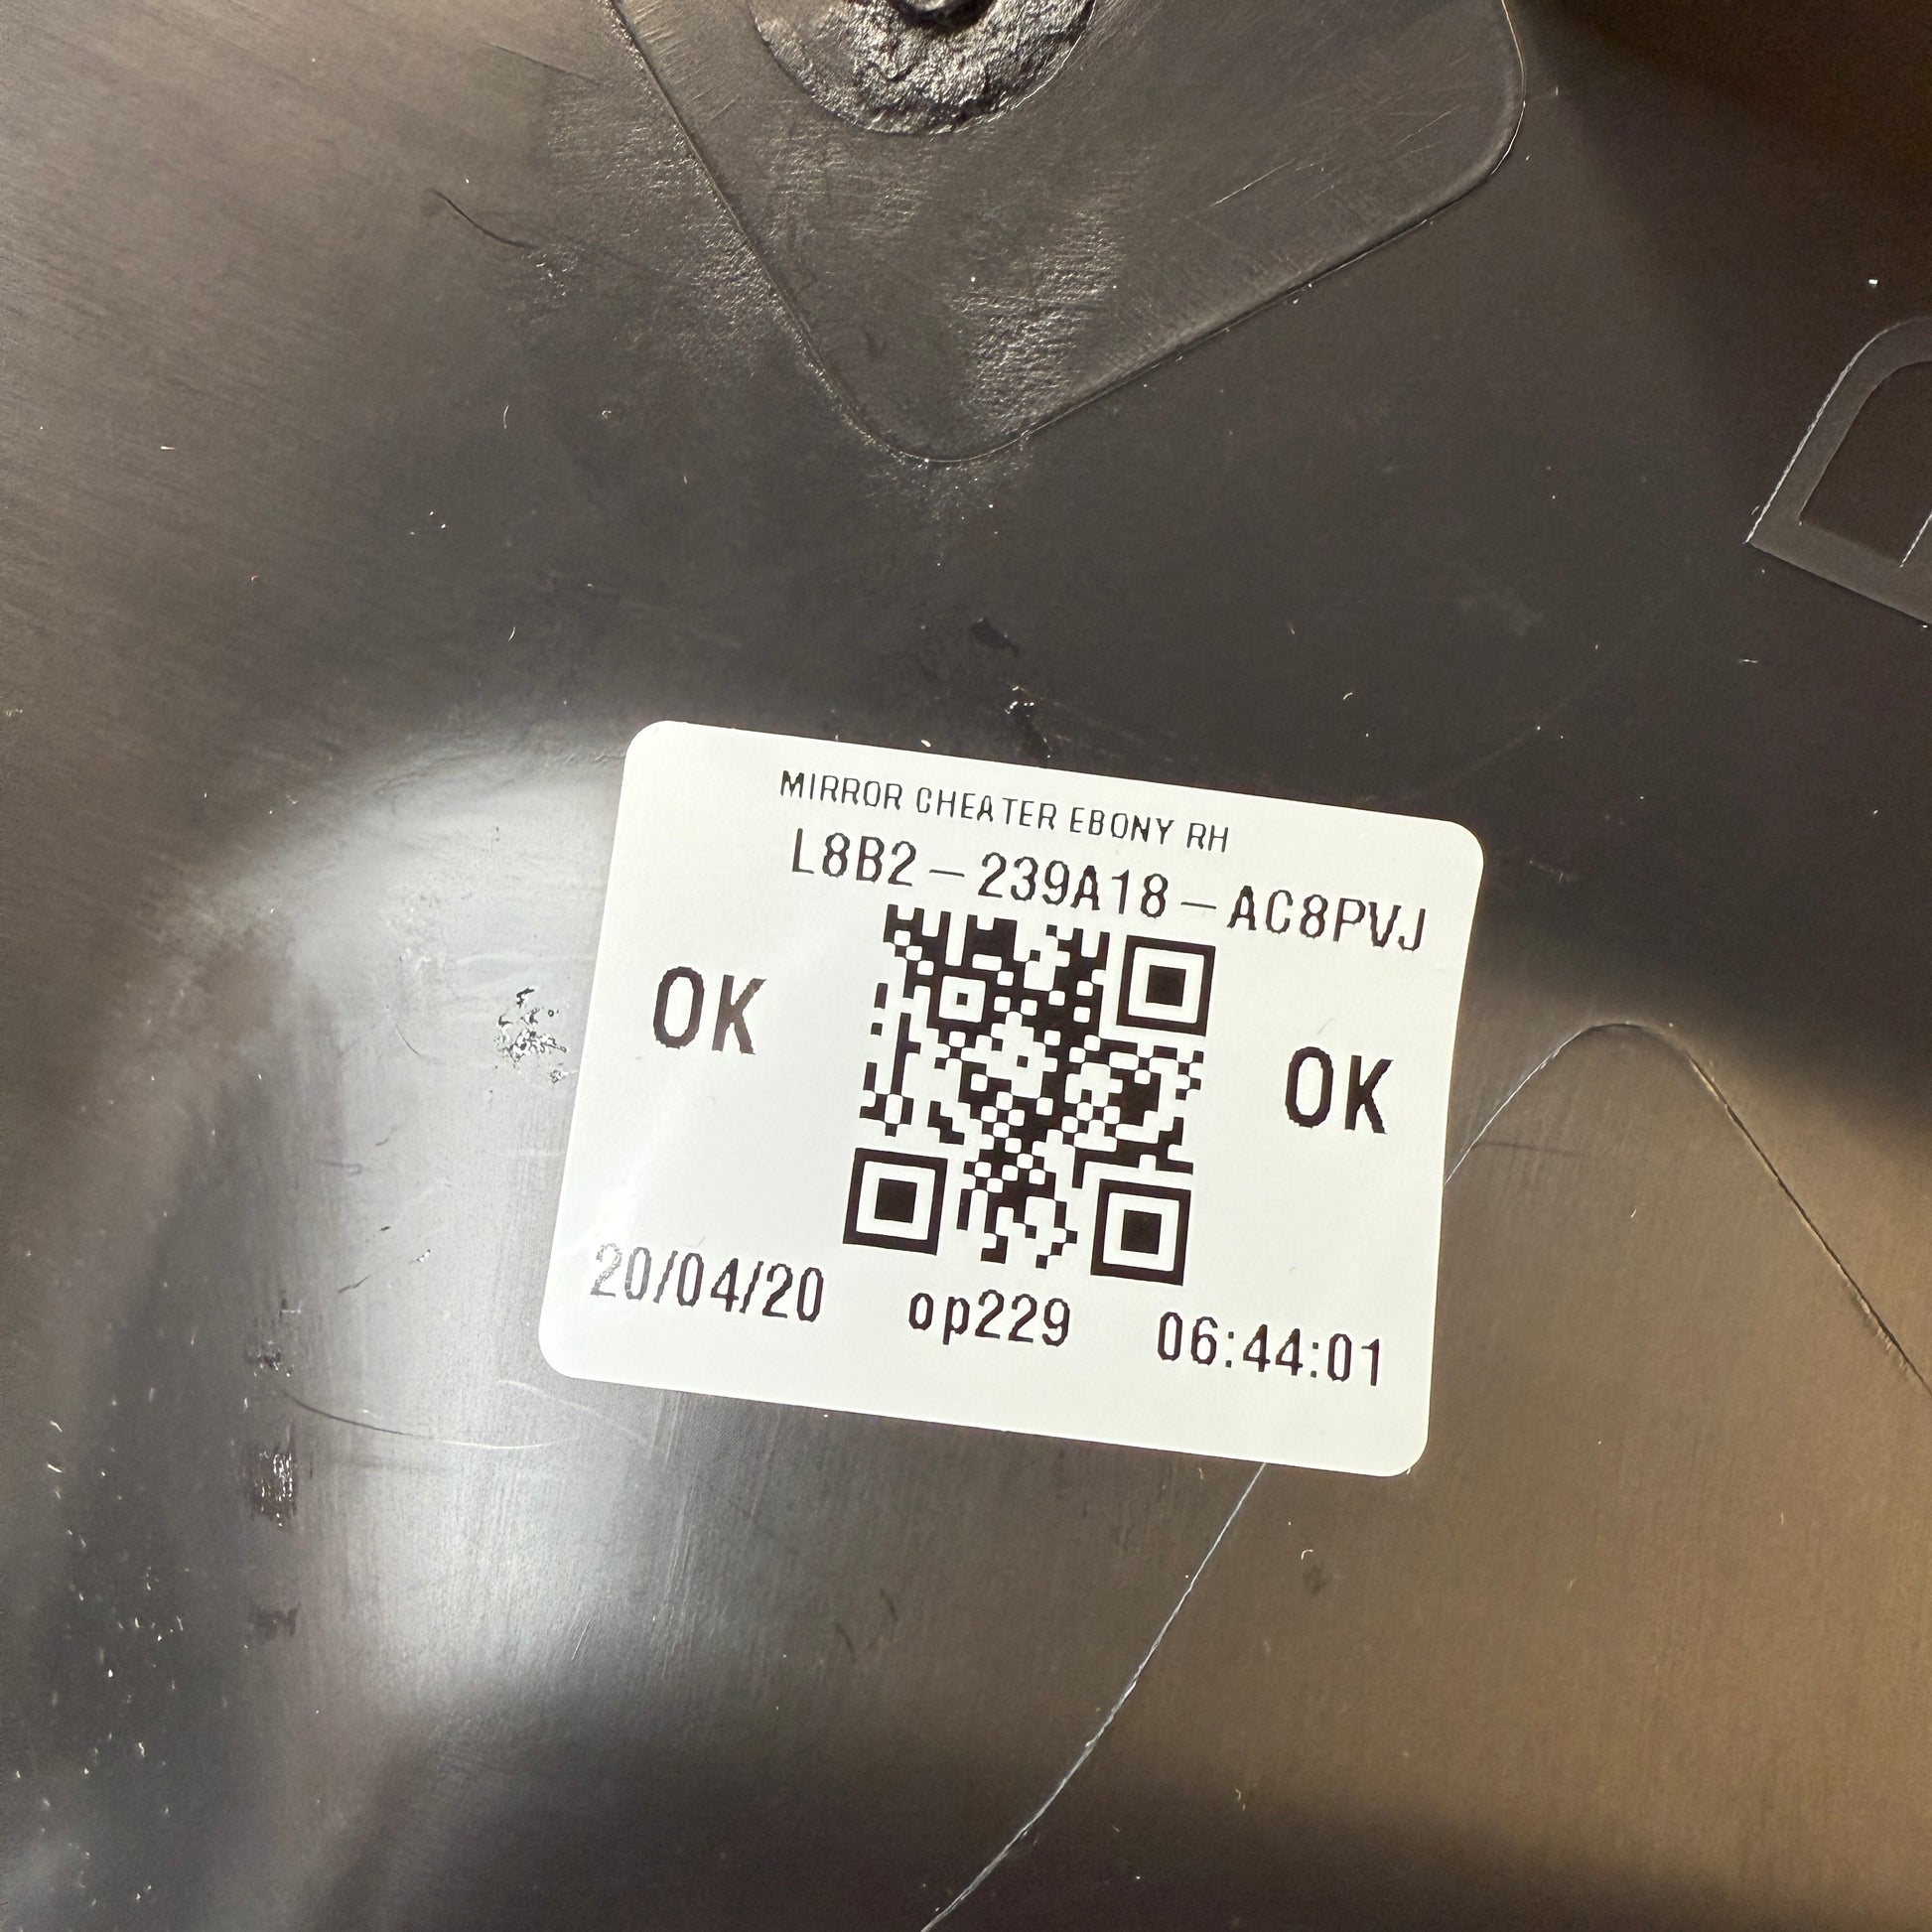 MIRROR CHEATER EBONY RH
L8B2-239A18-AC8PVJ
OK OK
20/04/20 op229 06:44:01